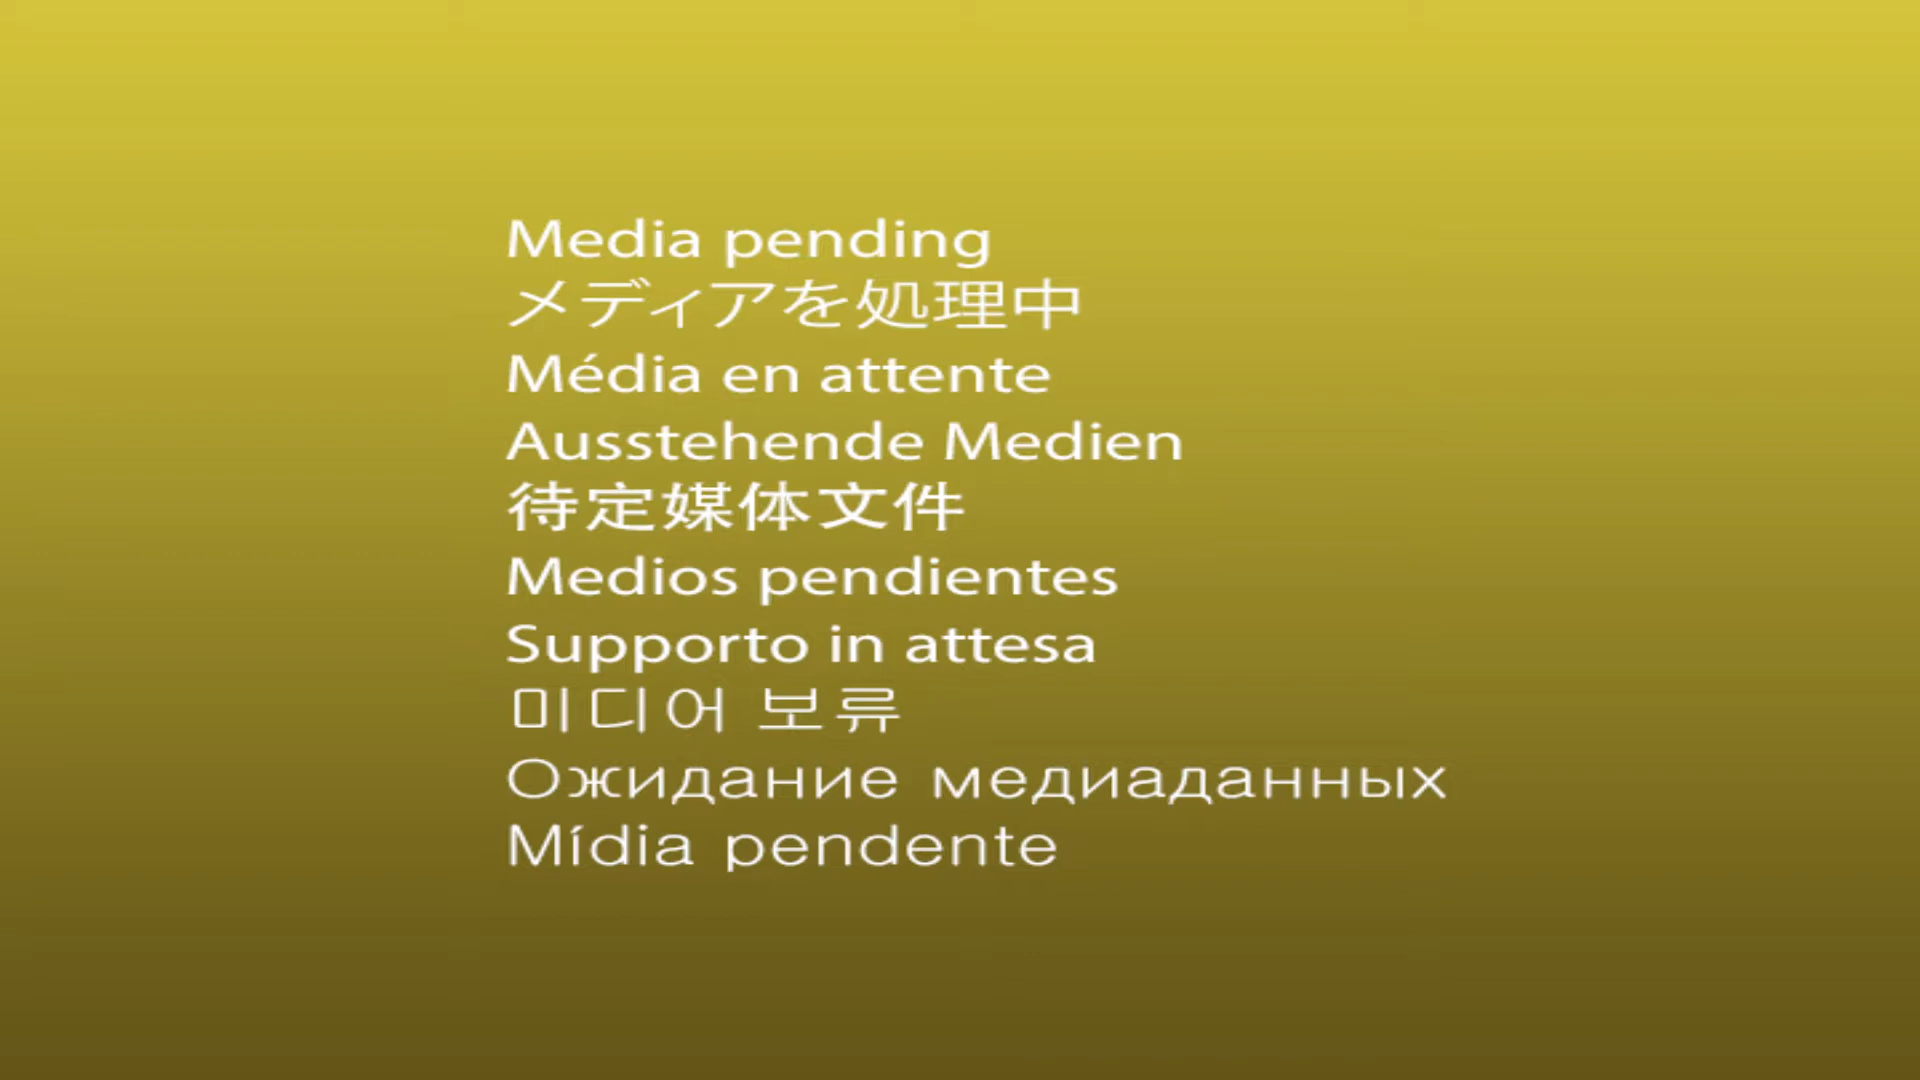 Media pending
メディアを処理中
Média en attente
Ausstehende Medien
待定媒体文件
Medios pendientes
Supporto in attesa
미디어 보류
Ожидание медиаданных
Mídia pendente